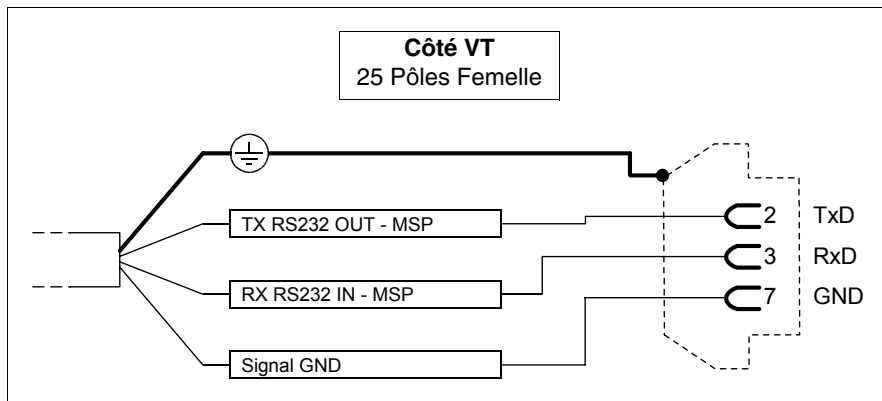 Côté VT
25 Pôles Femelle
TX RS232 OUT - MSP
2 TxD
RX RS232 IN - MSP
3 RxD
7 GND
Signal GND